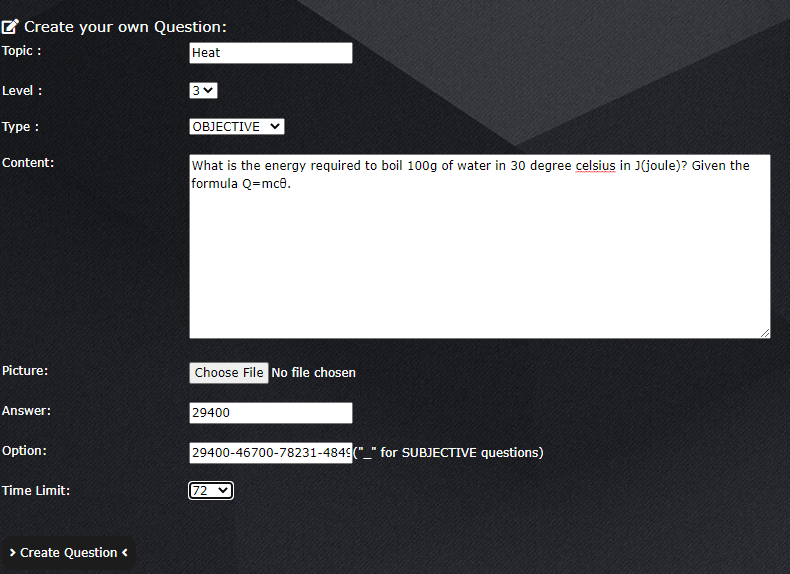 Create your own Question:
Topic :
Heat
Level :
3
Type :
OBJECTIVE
Content:
What is the energy required to boil 100g of water in 30 degree celsius in J(joule)? Given the
formula Q=mcθ.
Picture:
Choose File No file chosen
Answer:
29400
Option:
29400-46700-78231-4849 ("_" for SUBJECTIVE questions)
Time Limit:
72
› Create Question ‹